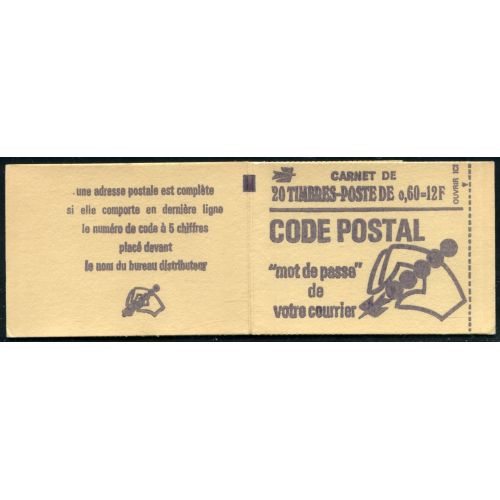 une adresse postale est complète
si elle comporte en dernière ligne
le numéro de code à 5 chiffres
placé devant
le nom du bureau distributeur
CARNET DE
20 TIMBRES-POSTE DE 0,60=12F
CODE POSTAL
"mot de passe"
de
votre courrier
OUVRIR ICI